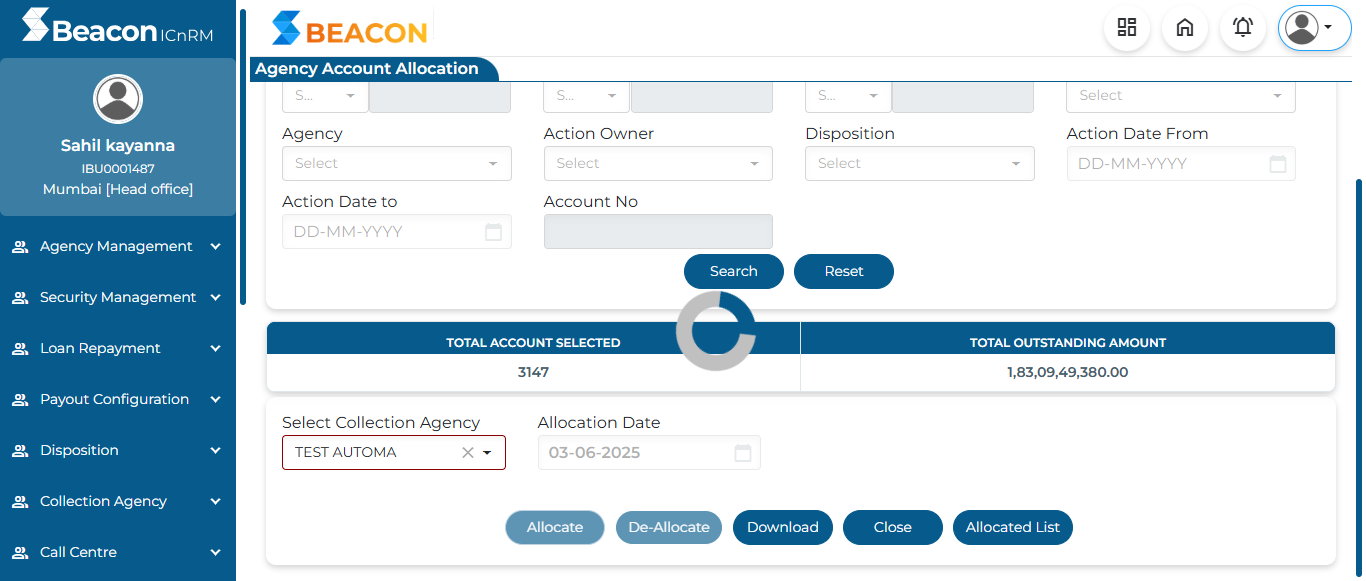 Beacon ICnRM
BEACON
Agency Account Allocation
Sahil kayanna
IBU0001487
Mumbai [Head office]
Agency Management
Security Management
Loan Repayment
Payout Configuration
Disposition
Collection Agency
Call Centre
S... S... S... Select
Agency Action Owner Disposition Action Date From
Select Select Select DD-MM-YYYY
Action Date to Account No
DD-MM-YYYY
Search Reset
TOTAL ACCOUNT SELECTED TOTAL OUTSTANDING AMOUNT
3147 1,83,09,49,380.00
Select Collection Agency Allocation Date
TEST AUTOMA 03-06-2025
Allocate De-Allocate Download Close Allocated List